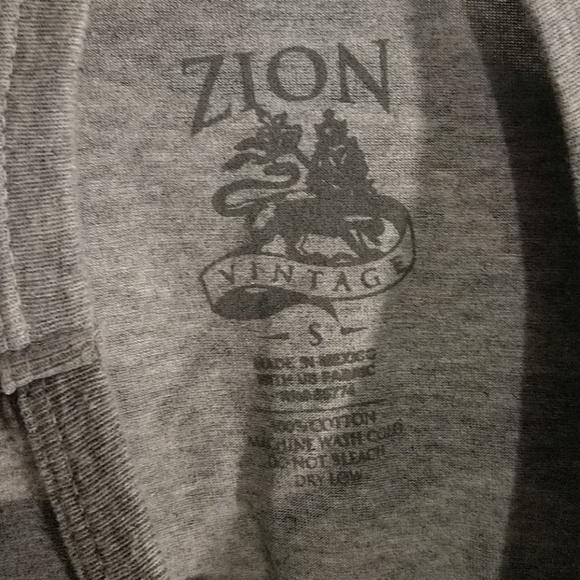 ZION
VINTAGE
S
MADE IN MEXICO
WITH US FABRIC
100% COTTON
MACHINE WASH COLD
DO NOT BLEACH
DRY LOW